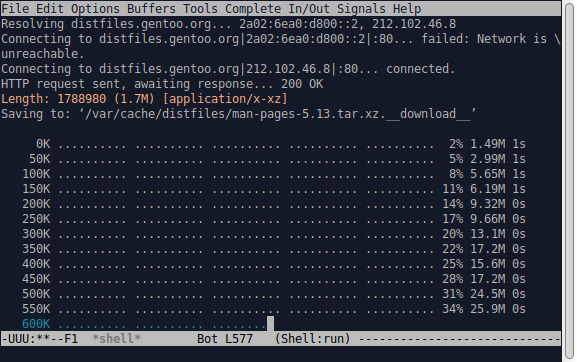 File Edit Options Buffers Tools Complete In/Out Signals Help
Resolving distfiles.gentoo.org... 2a02:6ea0:d800::2, 212.102.46.8
Connecting to distfiles.gentoo.org|2a02:6ea0:d800::2|:80... failed: Network is \
unreachable.
Connecting to distfiles.gentoo.org|212.102.46.8|:80... connected.
HTTP request sent, awaiting response... 200 OK
Length: 1788980 (1.7M) [application/x-xz]
Saving to: ‘/var/cache/distfiles/man-pages-5.13.tar.xz.__download__’
0K .......... .......... .......... .......... .......... 2% 1.49M 1s
50K .......... .......... .......... .......... .......... 5% 2.99M 1s
100K .......... .......... .......... .......... .......... 8% 5.65M 1s
150K .......... .......... .......... .......... .......... 11% 6.19M 1s
200K .......... .......... .......... .......... .......... 14% 9.32M 0s
250K .......... .......... .......... .......... .......... 17% 9.66M 0s
300K .......... .......... .......... .......... .......... 20% 13.1M 0s
350K .......... .......... .......... .......... .......... 22% 17.2M 0s
400K .......... .......... .......... .......... .......... 25% 15.6M 0s
450K .......... .......... .......... .......... .......... 28% 17.2M 0s
500K .......... .......... .......... .......... .......... 31% 24.5M 0s
550K .......... .......... .......... .......... .......... 34% 25.9M 0s
600K .......... .......... ........
-UUU:**--F1  *shell*        Bot L577   (Shell:run) ------------------------------